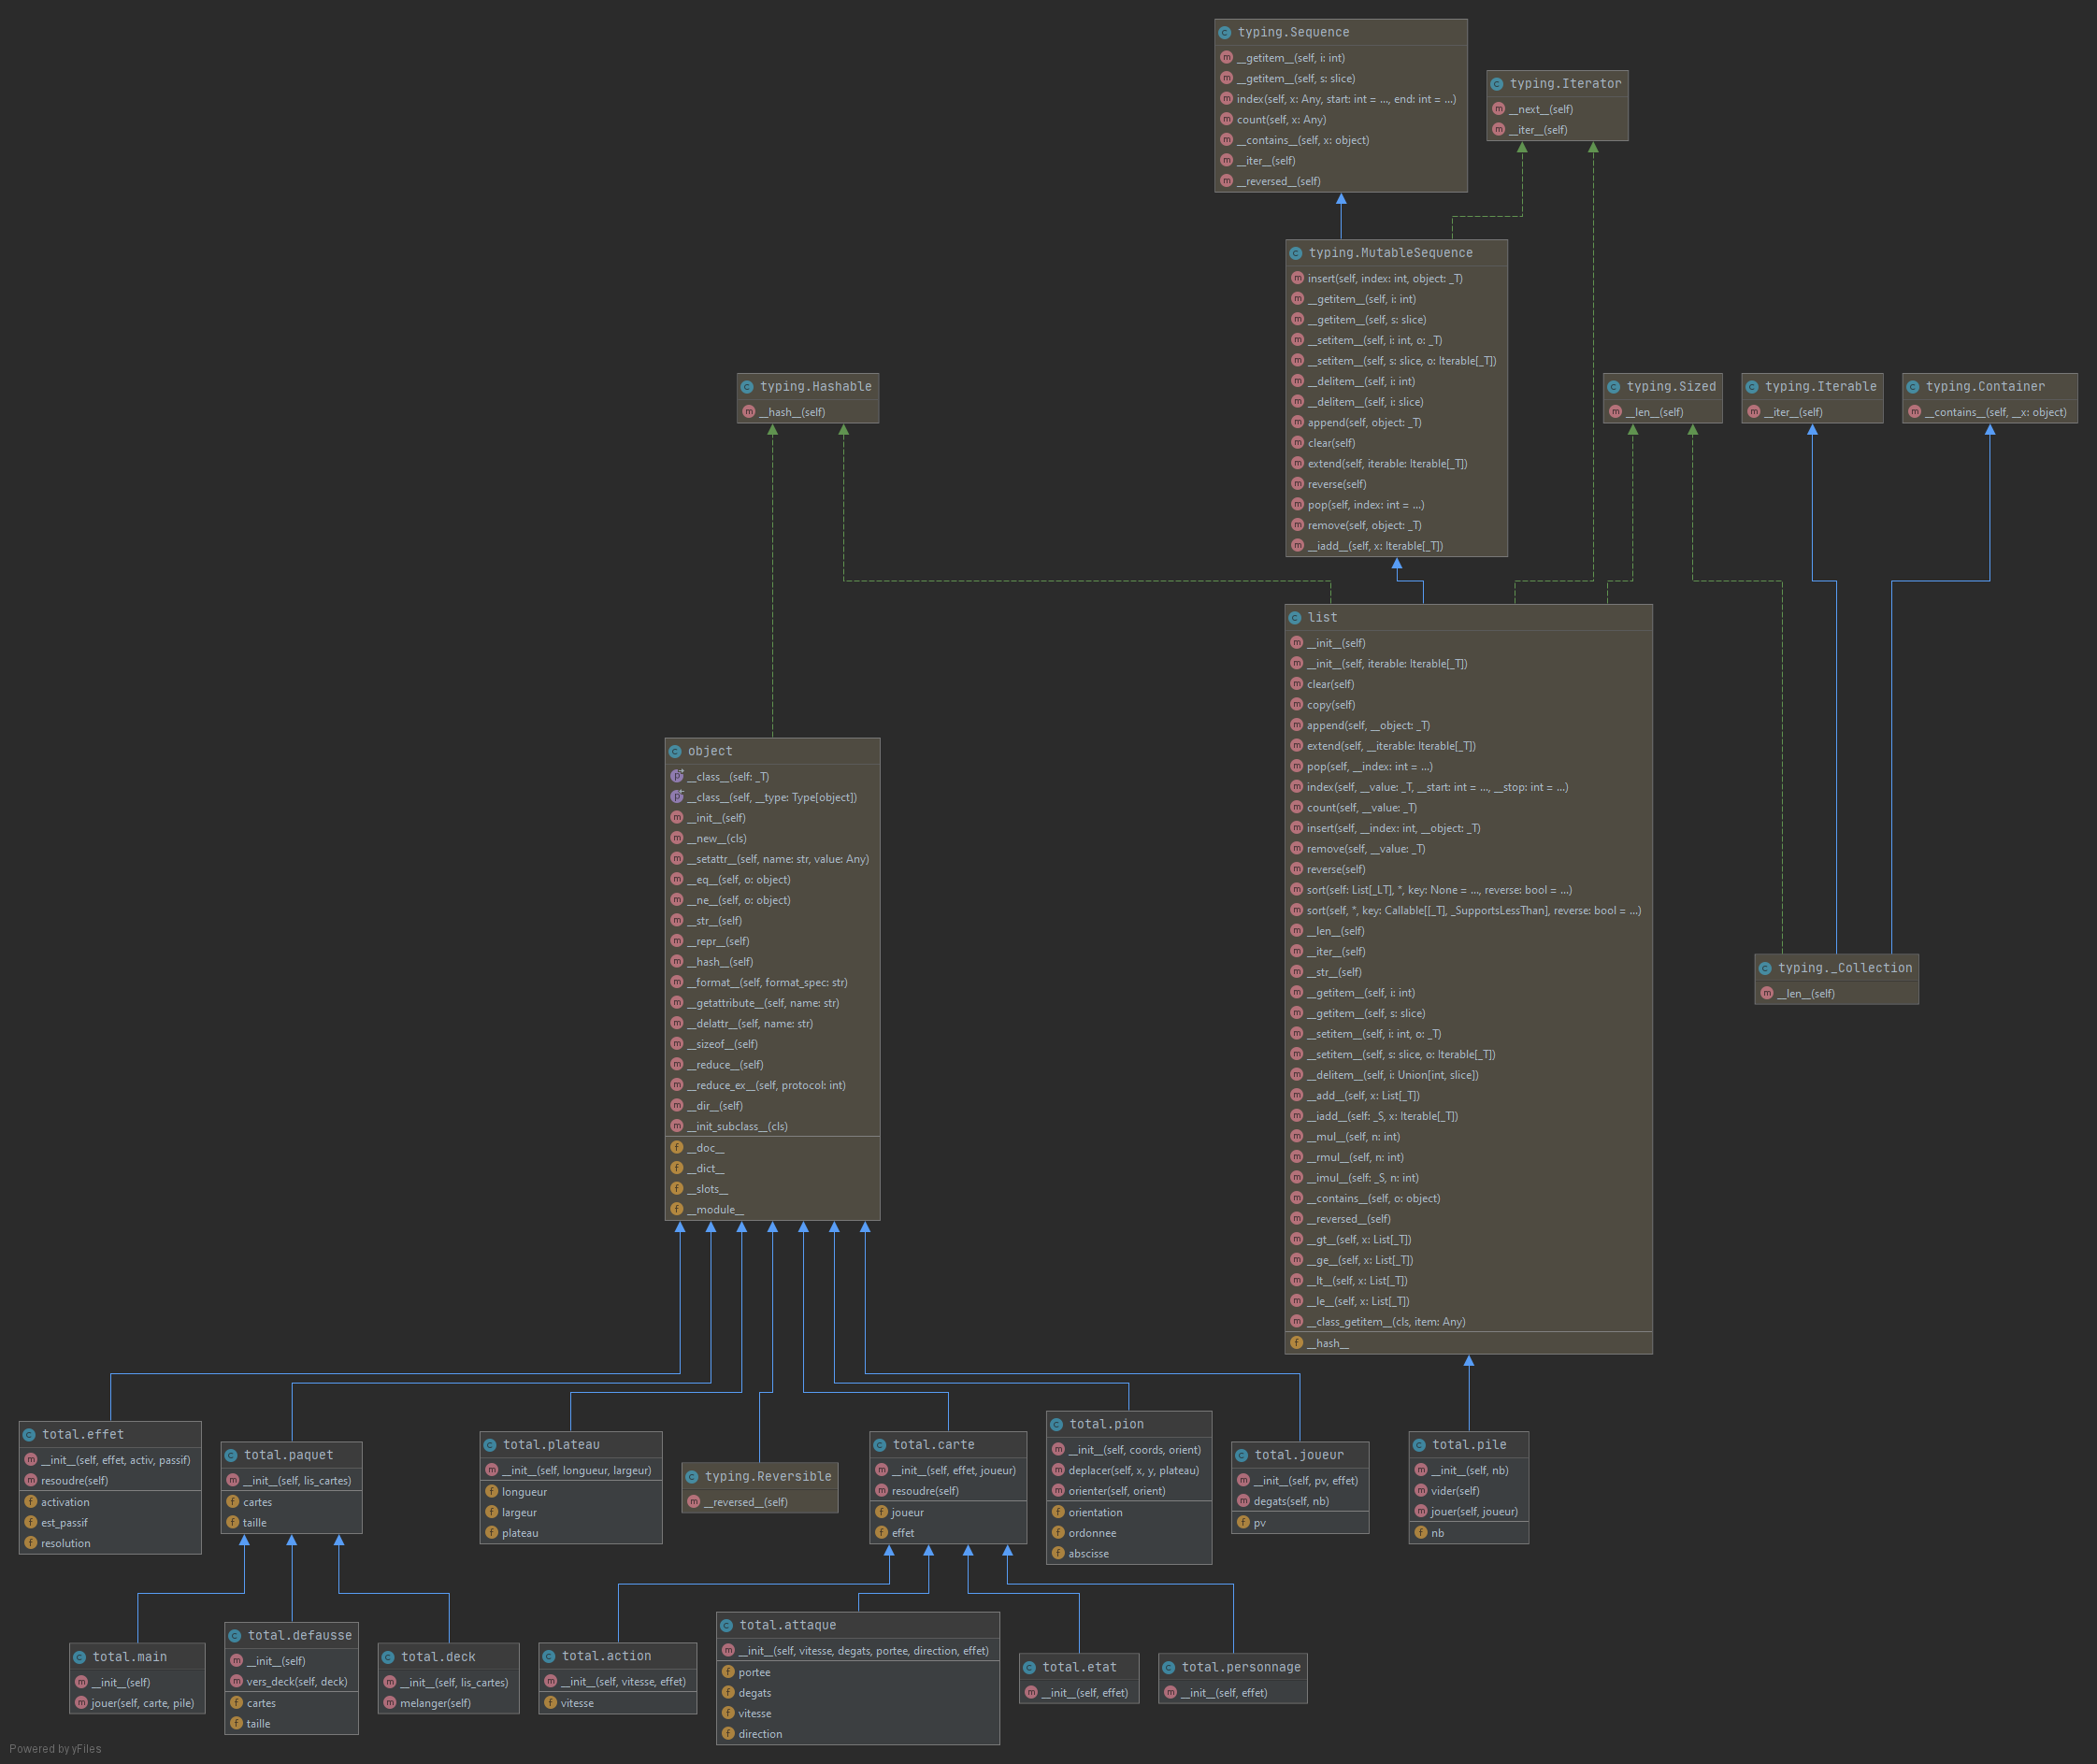 typing.Sequence
__getitem__(self, i: int)
__getitem__(self, s: slice)
index(self, x: Any, start: int = ..., end: int = ...)
count(self, x: Any)
__contains__(self, x: object)
__iter__(self)
__reversed__(self)
typing.Iterator
__next__(self)
__iter__(self)
typing.MutableSequence
insert(self, index: int, object: _T)
__getitem__(self, i: int)
__getitem__(self, s: slice)
__setitem__(self, i: int, o: _T)
__setitem__(self, s: slice, o: Iterable[_T])
__delitem__(self, i: int)
__delitem__(self, i: slice)
append(self, object: _T)
clear(self)
extend(self, iterable: Iterable[_T])
reverse(self)
pop(self, index: int = ...)
remove(self, object: _T)
__iadd__(self, x: Iterable[_T])
typing.Hashable
__hash__(self)
typing.Sized
__len__(self)
typing.Iterable
__iter__(self)
typing.Container
__contains__(self, __x: object)
list
__init__(self)
__init__(self, iterable: Iterable[_T])
clear(self)
copy(self)
append(self, __object: _T)
extend(self, __iterable: Iterable[_T])
pop(self, __index: int = ...)
index(self, __value: _T, __start: int = ..., __stop: int = ...)
count(self, __value: _T)
insert(self, __index: int, __object: _T)
remove(self, __value: _T)
reverse(self)
sort(self: List[_LT], *, key: None = ..., reverse: bool = ...)
sort(self, *, key: Callable[[_T], _SupportsLessThan], reverse: bool = ...)
__len__(self)
__iter__(self)
__str__(self)
__getitem__(self, i: int)
__getitem__(self, s: slice)
__setitem__(self, i: int, o: _T)
__setitem__(self, s: slice, o: Iterable[_T])
__delitem__(self, i: Union[int, slice])
__add__(self, x: List[_T])
__iadd__(self: _S, x: Iterable[_T])
__mul__(self, n: int)
__rmul__(self, n: int)
__imul__(self: _S, n: int)
__contains__(self, o: object)
__reversed__(self)
__gt__(self, x: List[_T])
__ge__(self, x: List[_T])
__lt__(self, x: List[_T])
__le__(self, x: List[_T])
__class_getitem__(cls, item: Any)
__hash__
object
__class__(self: _T)
__class__(self, __type: Type[object])
__init__(self)
__new__(cls)
__setattr__(self, name: str, value: Any)
__eq__(self, o: object)
__ne__(self, o: object)
__str__(self)
__repr__(self)
__hash__(self)
__format__(self, format_spec: str)
__getattribute__(self, name: str)
__delattr__(self, name: str)
__sizeof__(self)
__reduce__(self)
__reduce_ex__(self, protocol: int)
__dir__(self)
__init_subclass__(cls)
__doc__
__dict__
__slots__
__module__
typing._Collection
__len__(self)
total.effet
__init__(self, effet, activ, passif)
resoudre(self)
activation
est_passif
resolution
total.paquet
__init__(self, lis_cartes)
cartes
taille
total.plateau
__init__(self, longueur, largeur)
longueur
largeur
plateau
typing.Reversible
__reversed__(self)
total.carte
__init__(self, effet, joueur)
resoudre(self)
joueur
effet
total.pion
__init__(self, coords, orient)
deplacer(self, x, y, plateau)
orienter(self, orient)
orientation
ordonnee
abscisse
total.joueur
__init__(self, pv, effet)
degats(self, nb)
pv
total.pile
__init__(self, nb)
vider(self)
jouer(self, joueur)
nb
total.main
__init__(self)
jouer(self, carte, pile)
total.defausse
__init__(self)
vers_deck(self, deck)
cartes
taille
total.deck
__init__(self, lis_cartes)
melanger(self)
total.action
__init__(self, vitesse, effet)
vitesse
total.attaque
__init__(self, vitesse, degats, portee, direction, effet)
portee
degats
vitesse
direction
total.etat
__init__(self, effet)
total.personnage
__init__(self, effet)
Powered by yFiles